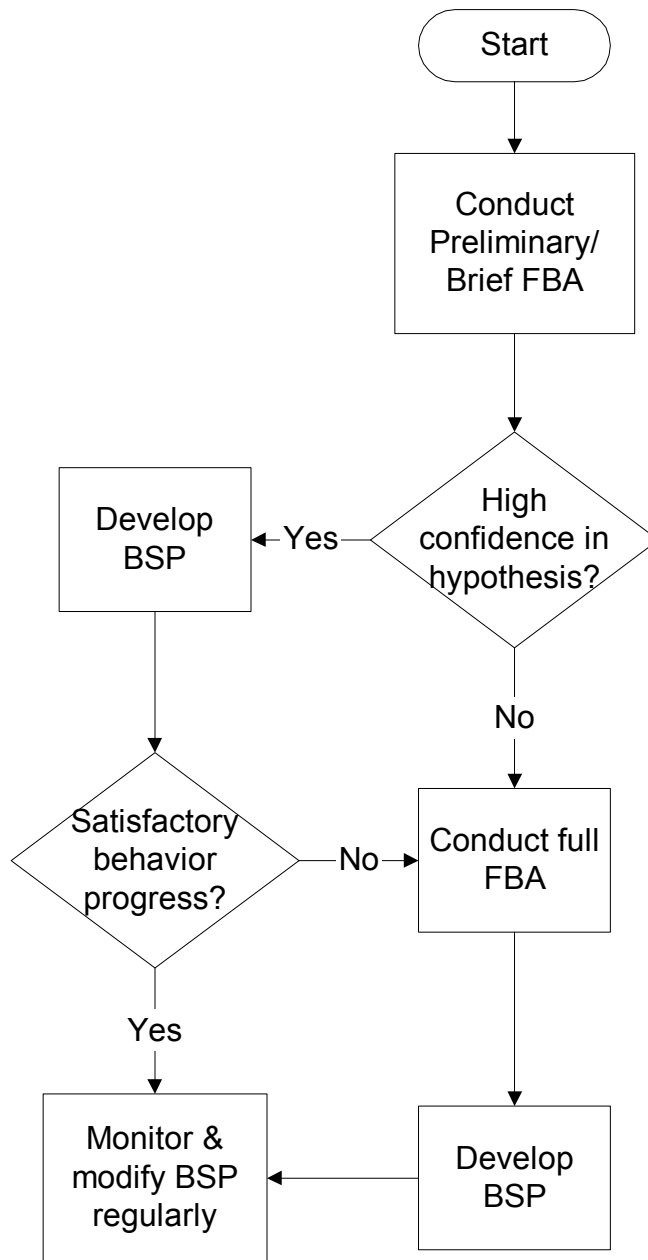 Start
Conduct
Preliminary/
Brief FBA
High
confidence in
hypothesis?
Yes
Develop
BSP
No
Satisfactory
behavior
progress?
No
Conduct full
FBA
Yes
Monitor &
modify BSP
regularly
Develop
BSP